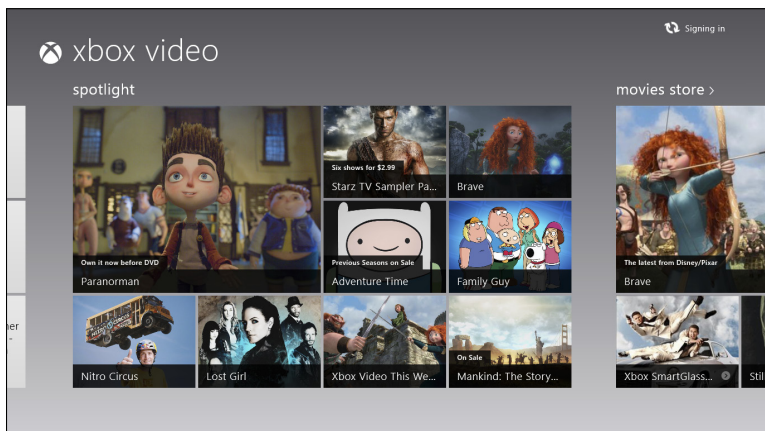 Signing in
xbox video
spotlight
movies store >
Six shows for $2.99
Starz TV Sampler Pa...
Brave
Own it now before DVD
Paranorman
Previous Seasons on Sale
Adventure Time
Family Guy
The latest from Disney/Pixar
Brave
ner
-
Nitro Circus
Lost Girl
Xbox Video This We...
On Sale
Mankind: The Story...
Xbox SmartGlass...
Stil